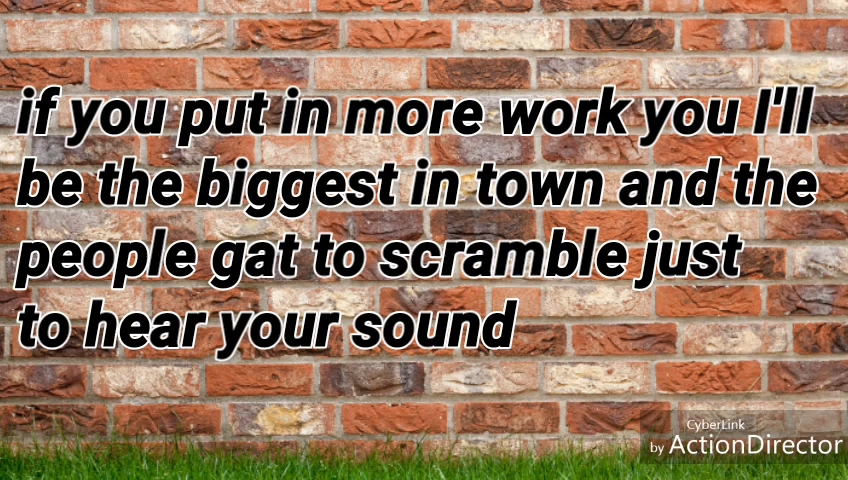 if you put in more work you I'll
be the biggest in town and the
people gat to scramble just
to hear your sound
CyberLink
by ActionDirector